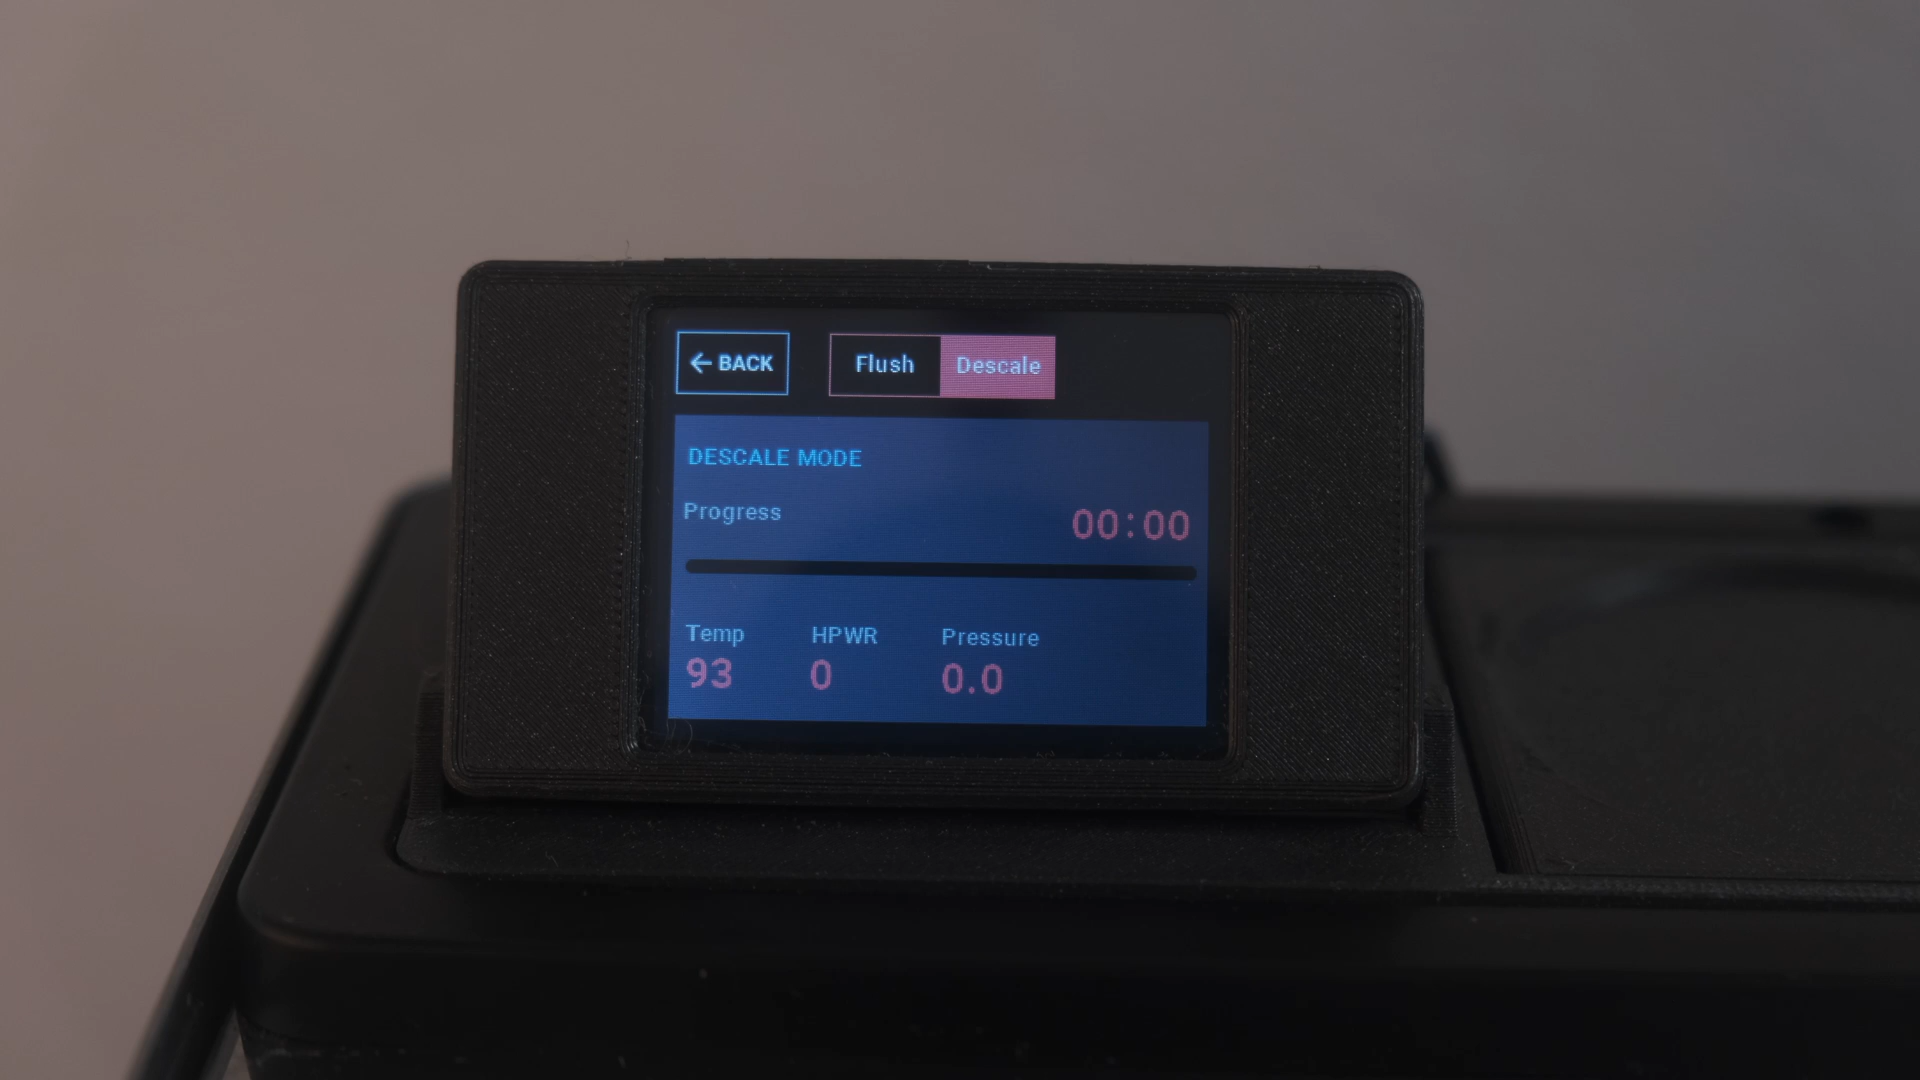 ← BACK
Flush Descale
DESCALE MODE
Progress 00:00
Temp HPWR Pressure
93 0 0.0